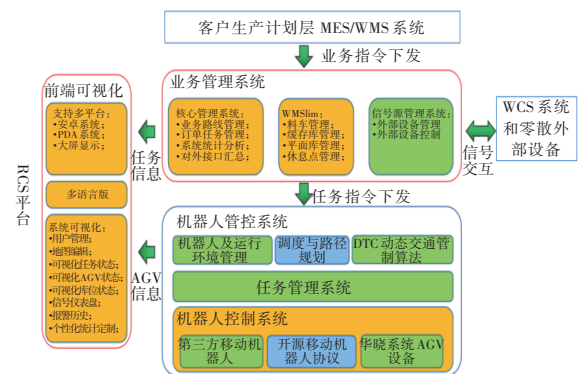 客户生产计划层 MES/WMS 系统
业务指令下发
前端可视化
支持多平台:
•安卓系统;
•PDA系统;
•大屏显示;
多语言版
系统可视化:
•用户管理;
•地图编辑;
•可视化任务状态;
•可视化AGV状态;
•可视化库位状态;
•信号仪表盘;
•报警历史;
•个性化统计定制;
RCS平台
任务
信息
AGV
信息
业务管理系统
核心管理系统:
•业务路线管理;
•订单任务管理;
•系统统计分析;
•对外接口汇总;
WMSlim:
•料车管理;
•缓存库管理;
•平面库管理;
•休息点管理;
信号源管理系统:
•外部设备管理
•外部设备控制
信号
交互
WCS 系统
和零散外
部设备
任务指令下发
机器人管控系统
机器人及运行
环境管理
调度与路径
规划
DTC动态交通管
制算法
任务管理系统
机器人控制系统
第三方移动机
器人
开源移动机
器人协议
华晓系统 AGV
设备